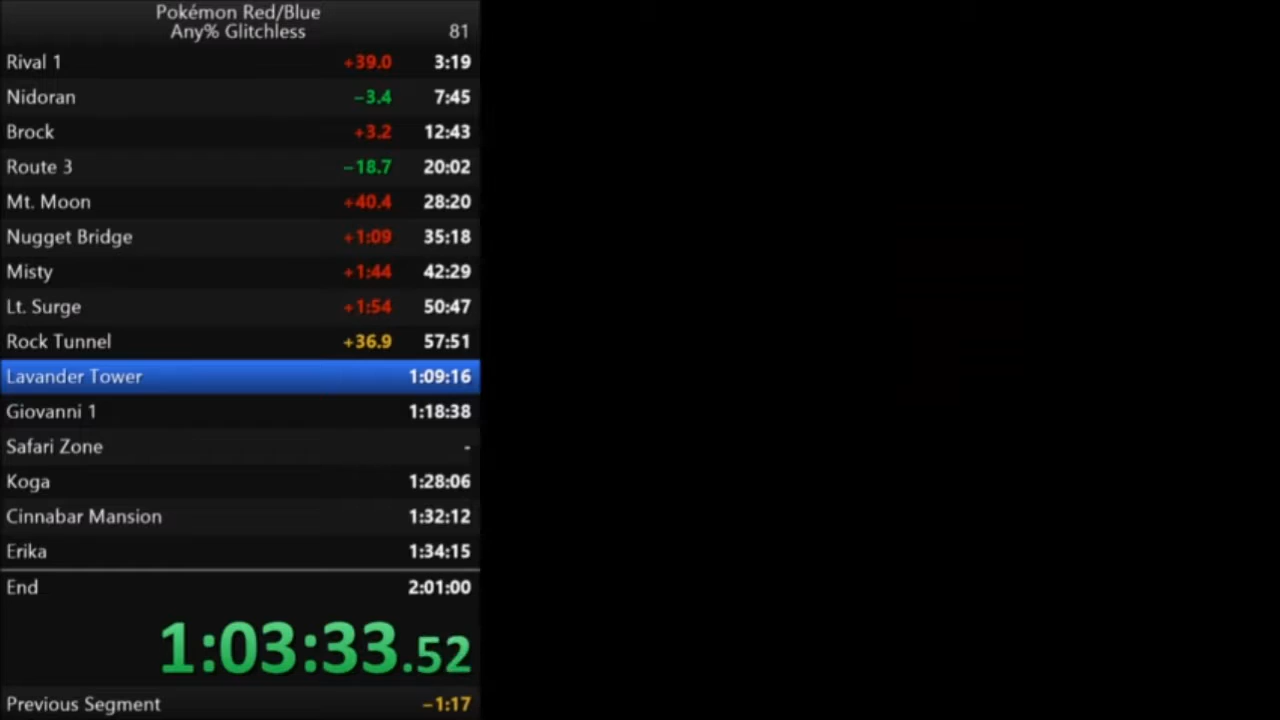 Pokémon Red/Blue
Any% Glitchless 81
Rival 1 +39.0 3:19
Nidoran −3.4 7:45
Brock +3.2 12:43
Route 3 −18.7 20:02
Mt. Moon +40.4 28:20
Nugget Bridge +1:09 35:18
Misty +1:44 42:29
Lt. Surge +1:54 50:47
Rock Tunnel +36.9 57:51
Lavander Tower 1:09:16
Giovanni 1 1:18:38
Safari Zone -
Koga 1:28:06
Cinnabar Mansion 1:32:12
Erika 1:34:15
End 2:01:00
1:03:33.52
Previous Segment −1:17